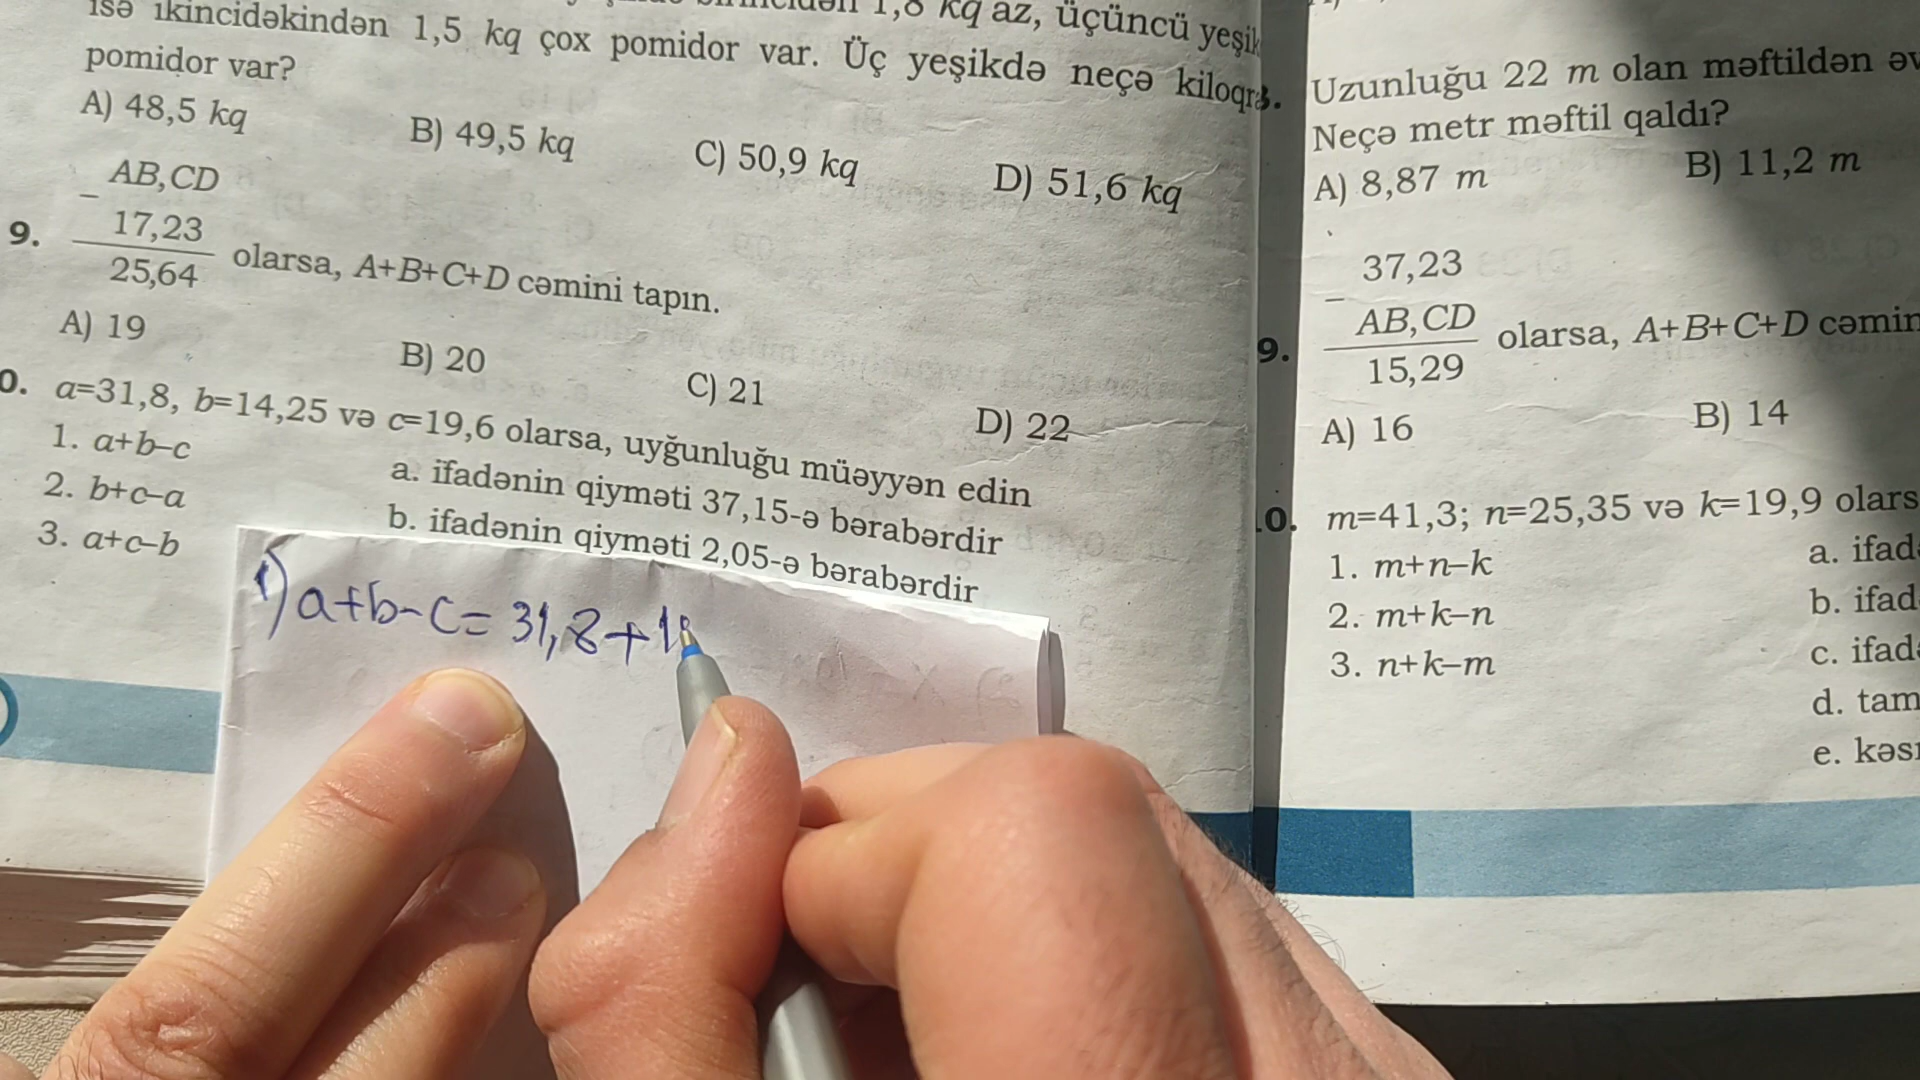 isə ikincidəkindən 1,5 kq çox pomidor var. Üç yeşikdə neçə
pomidor var?
A) 48,5 kq
B) 49,5 kq
C) 50,9 kq
D) 51,6 kq
9.
AB,CD
−
17,23
25,64
olarsa, A+B+C+D cəmini tapın.
A) 19
B) 20
C) 21
D) 22
0. a=31,8, b=14,25 və c=19,6 olarsa, uyğunluğu müəyyən edin
1. a+b–c
2. b+c–a
3. a+c–b
a. ifadənin qiyməti 37,15-ə bərabərdir
b. ifadənin qiyməti 2,05-ə bərabərdir
1) a+b-c= 31,8+1
Uzunluğu 22 m olan məftildən
Neçə metr məftil qaldı?
A) 8,87 m
B) 11,2 m
9.
37,23
−
AB,CD
15,29
olarsa, A+B+C+D
A) 16
B) 14
0. m=41,3; n=25,35 və k=19,9
1. m+n–k
2. m+k–n
3. n+k–m
a.
b.
c.
d.
e.